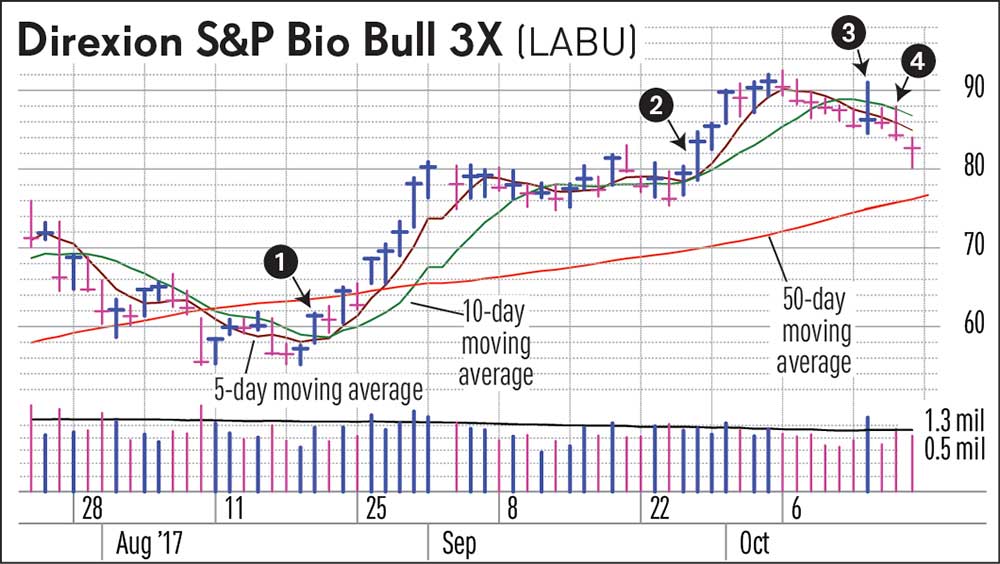 Direxion S&P Bio Bull 3X (LABU)
3
4
90
2
80
1
70
10-day
moving
average
50-day
moving
average
60
5-day moving average
1.3 mil
0.5 mil
28 11 25 8 22 6
Aug ’17 Sep Oct